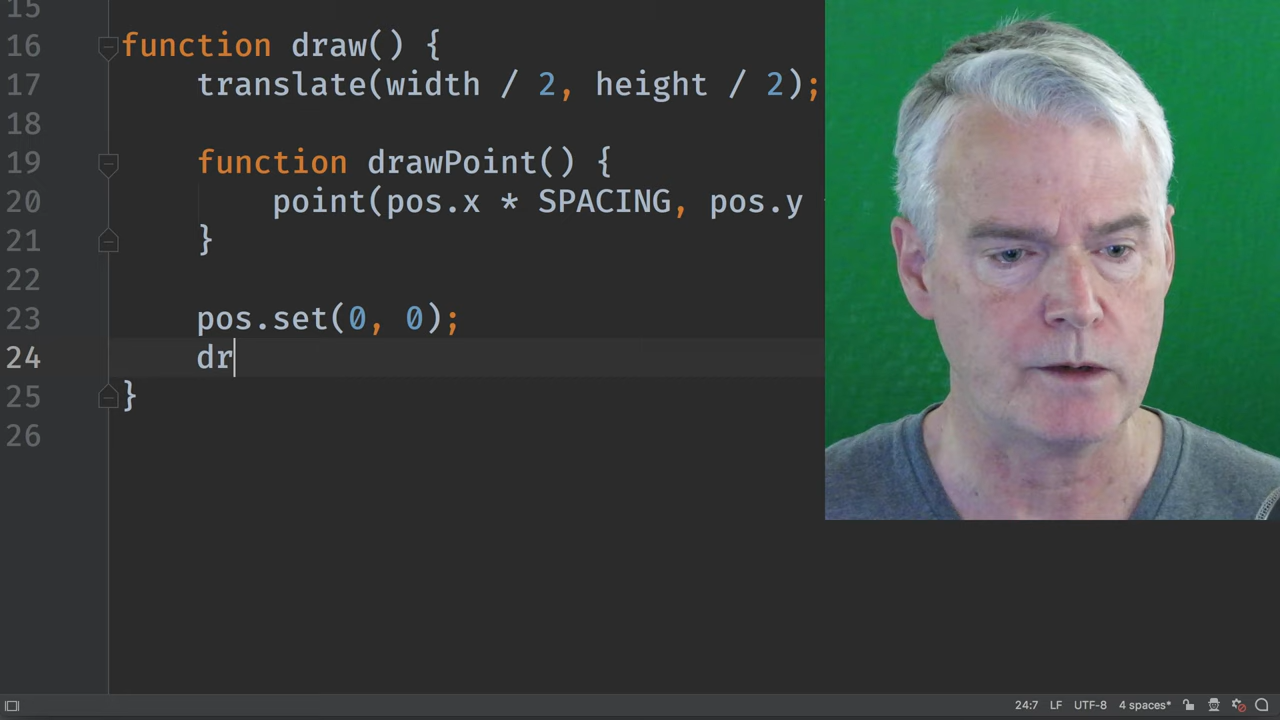 15
16 function draw() {
17 translate(width / 2, height / 2);
18
19 function drawPoint() {
20 point(pos.x * SPACING, pos.y
21 }
22
23 pos.set(0, 0);
24 dr
25 }
26
24:7 LF UTF-8 4 spaces*